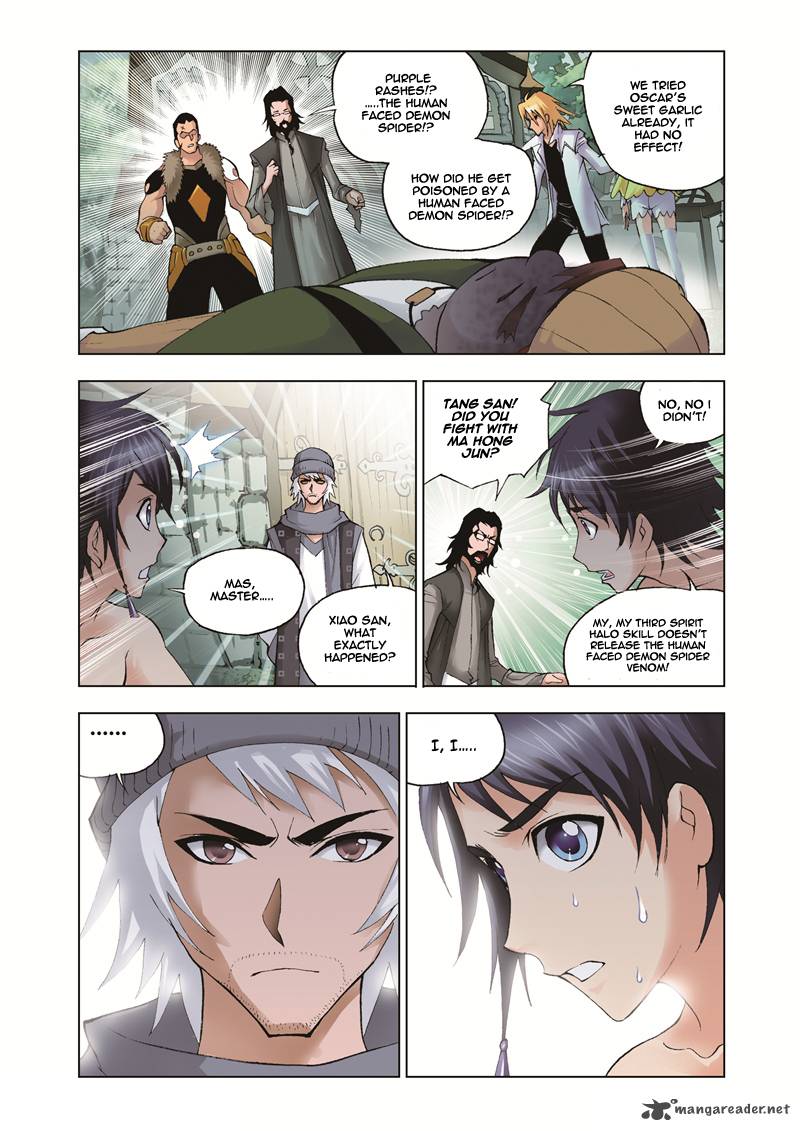 PURPLE
RASHES!?
.....THE HUMAN
FACED DEMON
SPIDER!?
HOW DID HE GET
POISONED BY A
HUMAN FACED
DEMON SPIDER!?
WE TRIED
OSCAR'S
SWEET GARLIC
ALREADY, IT
HAD NO
EFFECT!
MAS,
MASTER.....
XIAO SAN,
WHAT
EXACTLY
HAPPENED?
TANG SAN!
DID YOU
FIGHT WITH
MA HONG
JUN?
NO, NO I
DIDN'T!
MY, MY THIRD SPIRIT
HALO SKILL DOESN'T
RELEASE THE HUMAN
FACED DEMON SPIDER
VENOM!
......
I, I.....
mangareader.net